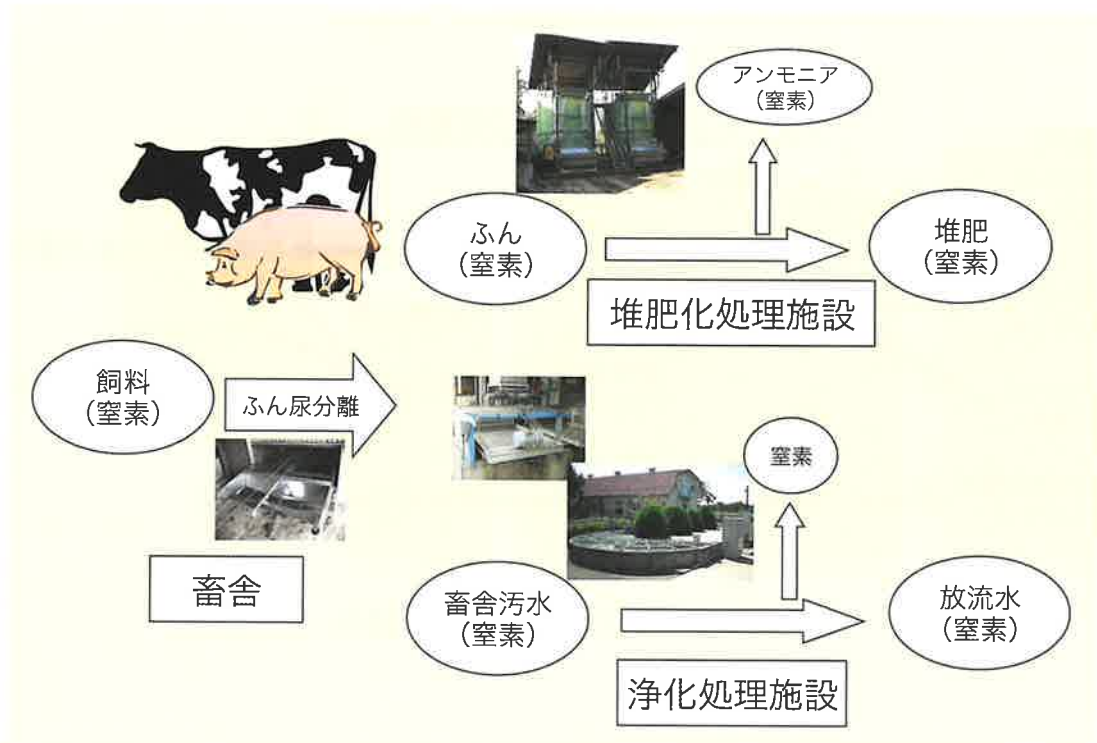 アンモニア
（窒素）
ふん
（窒素）
堆肥
（窒素）
堆肥化処理施設
飼料
（窒素）
ふん尿分離
窒素
畜舎
畜舎汚水
（窒素）
放流水
（窒素）
浄化処理施設